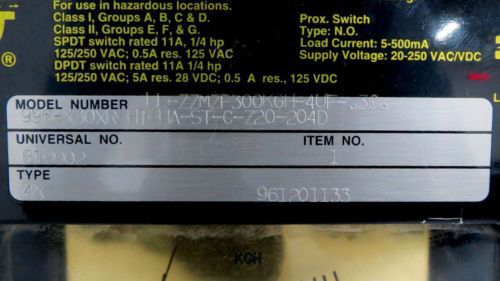 For use in hazardous locations.
Class I, Groups A, B, C & D.
Class II, Groups E, F, & G.
SPDT switch rated 11A, 1/4 hp
125/250 VAC; 0.5A res. 125 VAC
DPDT switch rated 11A 1/4 hp
125/250 VAC; 5A res. 28 VDC; 0.5 A res., 125 VDC
Prox. Switch
Type: N.O.
Load Current: 5-500mA
Supply Voltage: 20-250 VAC/VDC
®
MODEL NUMBER
UNIVERSAL NO.
ITEM NO.
1
TYPE
4X
961201133
KGH